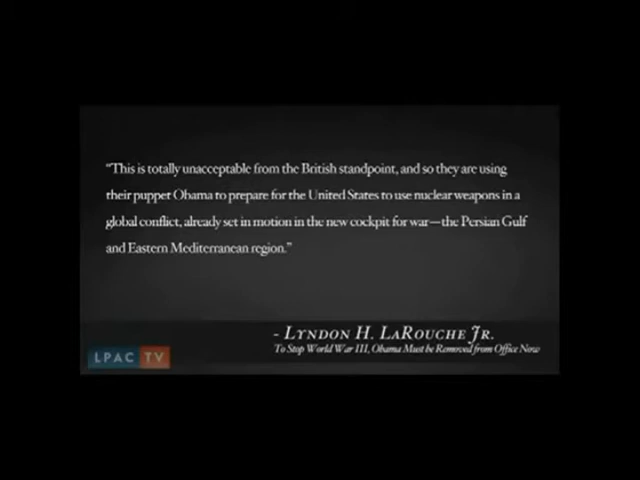 “This is totally unacceptable from the British standpoint, and so they are using
their puppet Obama to prepare for the United States to use nuclear weapons in a
global conflict, already set in motion in the new cockpit for war—the Persian Gulf
and Eastern Mediterranean region.”
- Lyndon H. LaRouche Jr.
To Stop World War III, Obama Must be Removed from Office Now
LPAC TV